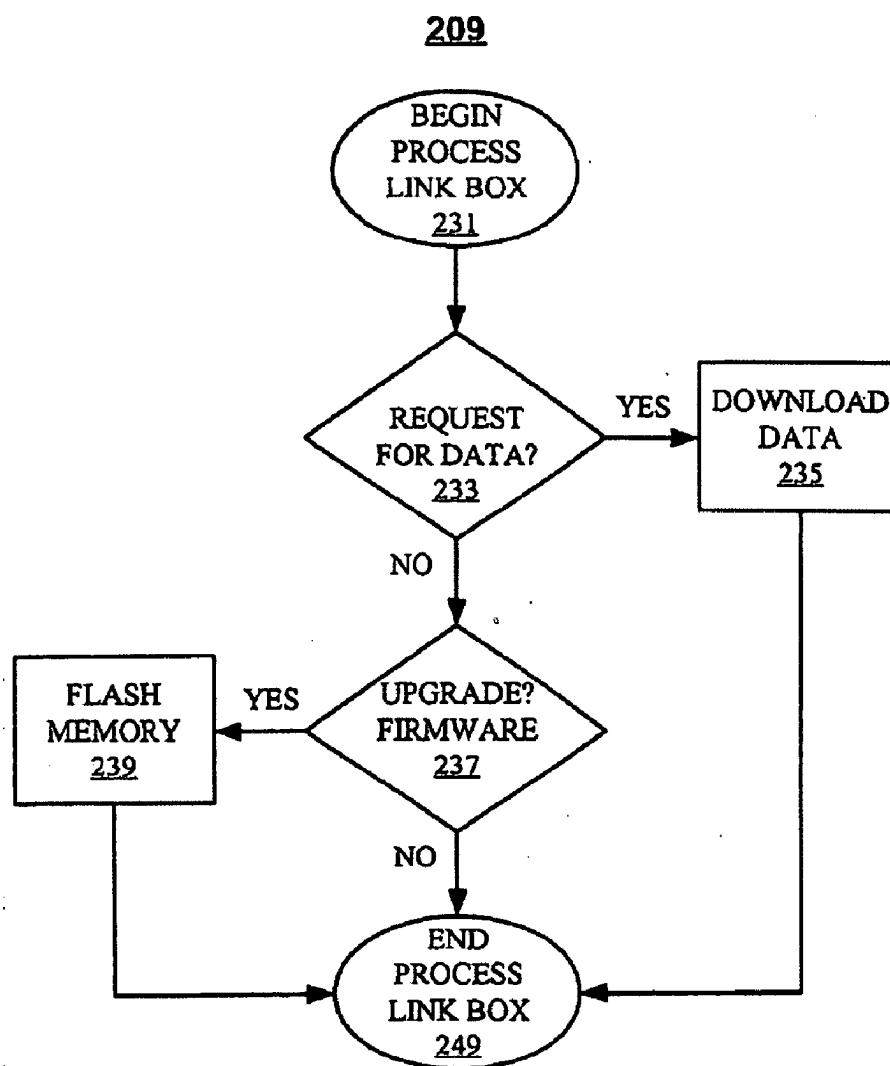 209
BEGIN
PROCESS
LINK BOX
231
REQUEST
FOR DATA?
233
YES
DOWNLOAD
DATA
235
NO
UPGRADE?
FIRMWARE
237
YES
FLASH
MEMORY
239
NO
END
PROCESS
LINK BOX
249